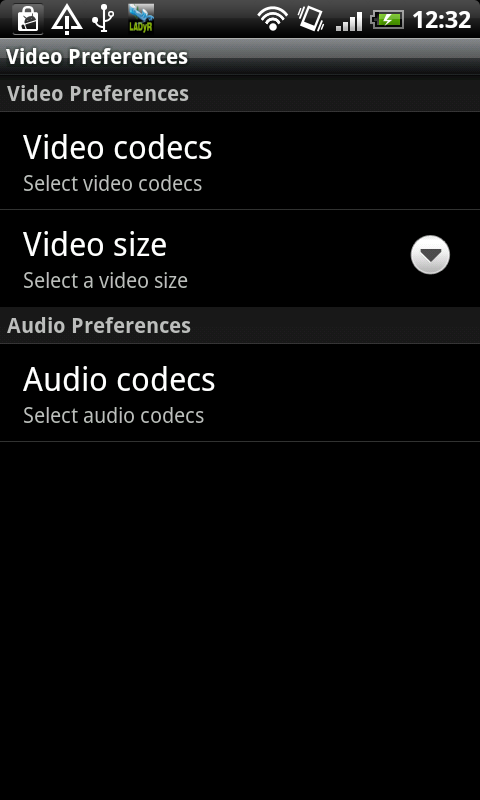 LADyR
12:32
Video Preferences
Video Preferences
Video codecs
Select video codecs
Video size
Select a video size
Audio Preferences
Audio codecs
Select audio codecs